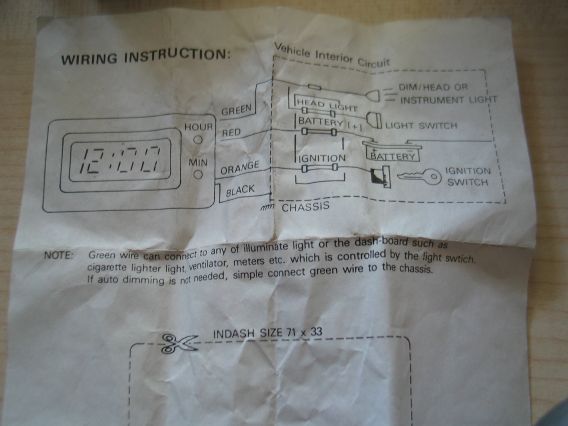 WIRING INSTRUCTION:
Vehicle Interior Circuit
DIM/HEAD OR
INSTRUMENT LIGHT
GREEN
HEAD LIGHT
HOUR
RED
BATTERY (+)
LIGHT SWITCH
12:00
MIN
ORANGE
IGNITION
BATTERY
IGNITION
SWITCH
BLACK
CHASSIS
NOTE: Green wire can connect to any of illuminate light or the dash-board such as
cigarette lighter light, ventilator, meters etc. which is controlled by the light swtich.
If auto dimming is not needed, simple connect green wire to the chassis.
INDASH SIZE 71 x 33